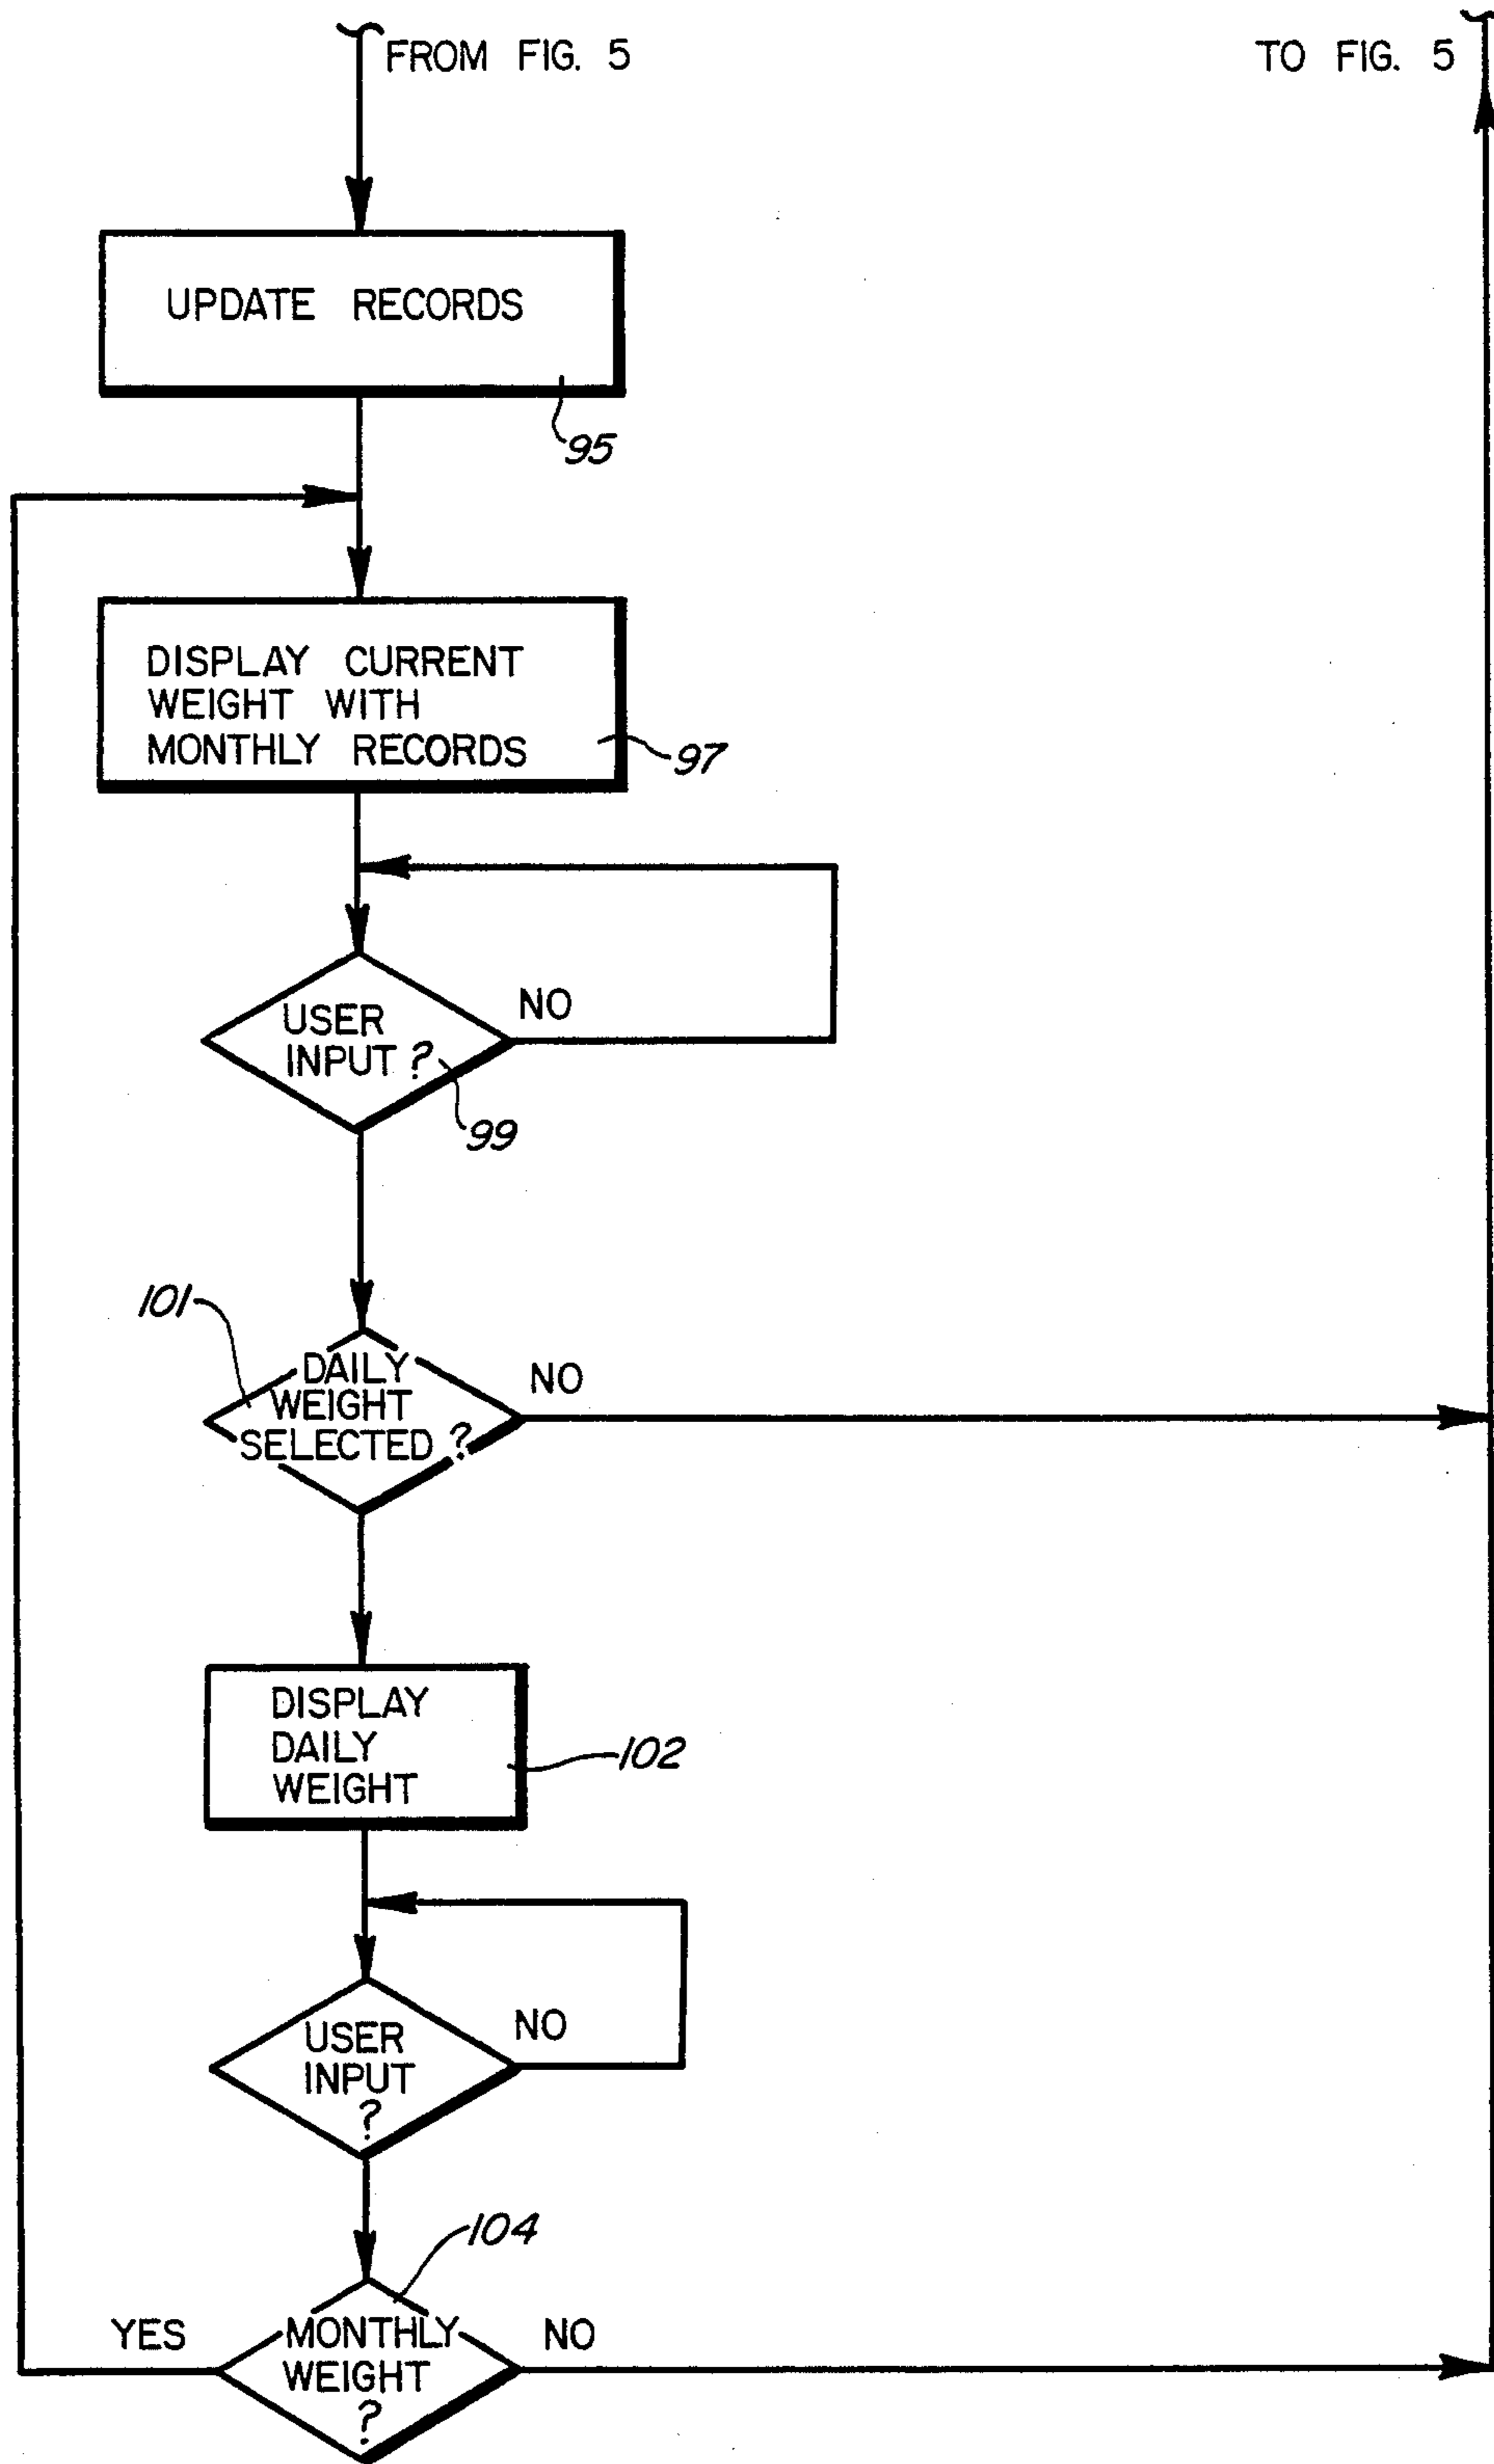 FROM FIG. 5
TO FIG. 5
UPDATE RECORDS
95
DISPLAY CURRENT
WEIGHT WITH
MONTHLY RECORDS
97
USER
INPUT ?
NO
99
101
DAILY
WEIGHT
SELECTED ?
NO
DISPLAY
DAILY
WEIGHT
102
USER
INPUT
?
NO
104
YES
MONTHLY
WEIGHT
?
NO